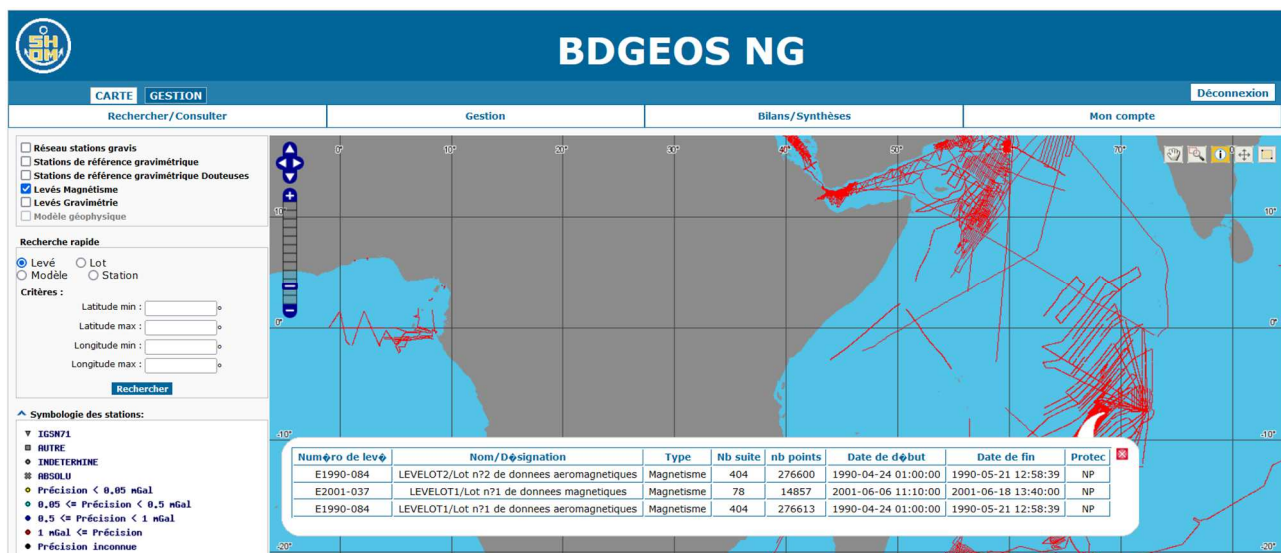 SH
OM
BDGEOS NG
CARTE GESTION Déconnexion
Rechercher/Consulter Gestion Bilans/Synthèses Mon compte
Réseau stations gravis
Stations de référence gravimétrique
Stations de référence gravimétrique Douteuses
Levés Magnétisme
Levés Gravimétrie
Modèle géophysique
Recherche rapide
Levé Lot
Modèle Station
Critères :
Latitude min : °
Latitude max : °
Longitude min : °
Longitude max : °
Rechercher
Symbologie des stations:
IGSN71
AUTRE
INDETERMINE
ABSOLU
Précision < 0.05 mGal
0.05 <= Précision < 0.5 mGal
0.5 <= Précision < 1 mGal
1 mGal <= Précision
Précision inconnue
0° 10° 20° 30° 40° 50° 70°
10° 10°
0° 0°
-10° -10°
-20° -20°
Num�ro de lev� Nom/D�signation Type Nb suite nb points Date de d�but Date de fin Protec
E1990-084 LEVELOT2/Lot n?2 de donnees aeromagnetiques Magnetisme 404 276600 1990-04-24 01:00:00 1990-05-21 12:58:39 NP
E2001-037 LEVELOT1/Lot n?1 de donnees magnetiques Magnetisme 78 14857 2001-06-06 11:10:00 2001-06-18 13:40:00 NP
E1990-084 LEVELOT1/Lot n?1 de donnees aeromagnetiques Magnetisme 404 276613 1990-04-24 01:00:00 1990-05-21 12:58:39 NP